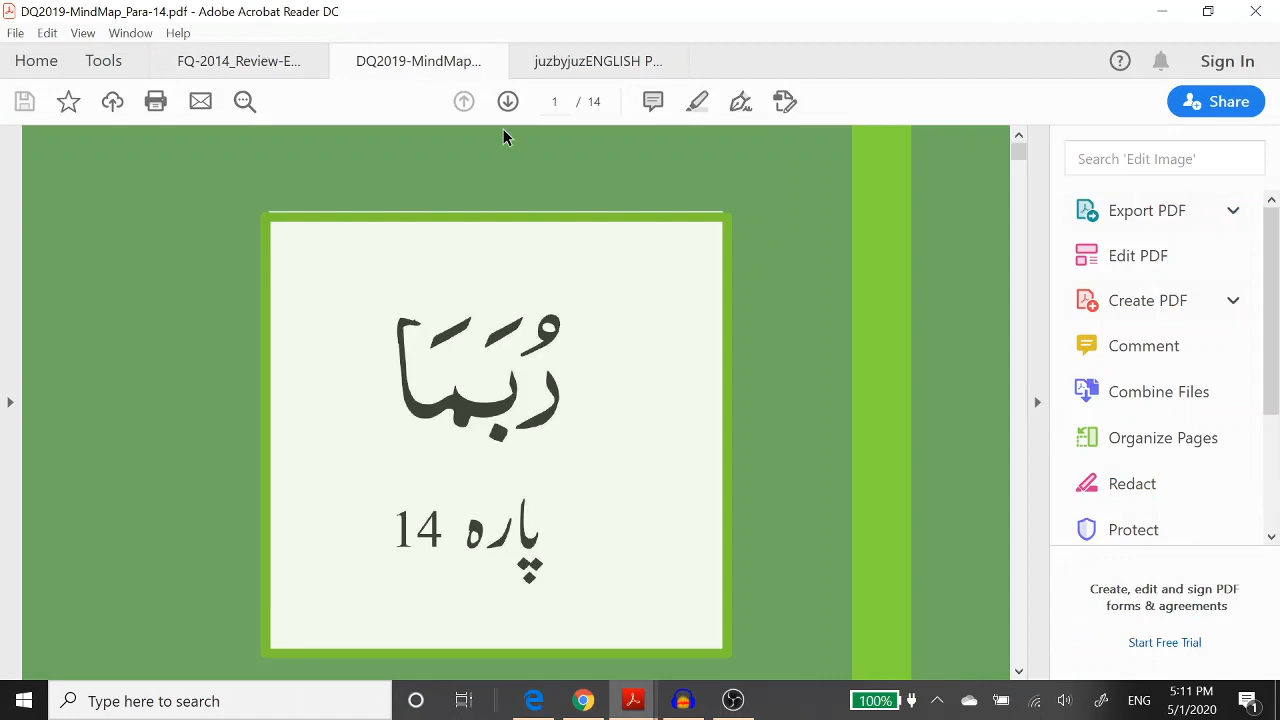 DQ2019-MindMap_Para-14.pdf - Adobe Acrobat Reader DC
File Edit View Window Help
Home Tools FQ-2014_Review-E... DQ2019-MindMap... juzbyjuzENGLISH P... Sign In
1 / 14 Share
Search 'Edit Image'
Export PDF
Edit PDF
Create PDF
Comment
Combine Files
Organize Pages
Redact
Protect
Create, edit and sign PDF
forms & agreements
Start Free Trial
رُبَمَا
پارہ 14
Type here to search
100% ENG 5:11 PM
5/1/2020 1